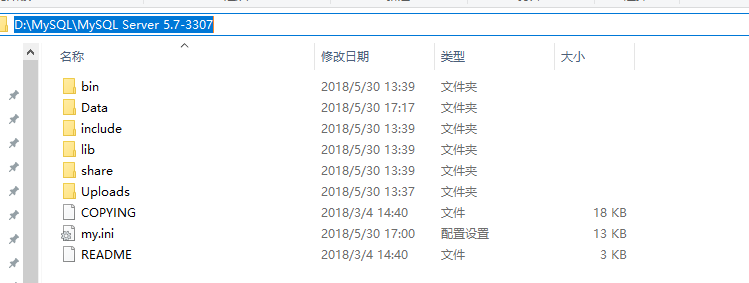 D:\MySQL\MySQL Server 5.7-3307
名称 修改日期 类型 大小
bin 2018/5/30 13:39 文件夹
Data 2018/5/30 17:17 文件夹
include 2018/5/30 13:39 文件夹
lib 2018/5/30 13:39 文件夹
share 2018/5/30 13:39 文件夹
Uploads 2018/5/30 13:37 文件夹
COPYING 2018/3/4 14:40 文件 18 KB
my.ini 2018/5/30 17:00 配置设置 13 KB
README 2018/3/4 14:40 文件 3 KB